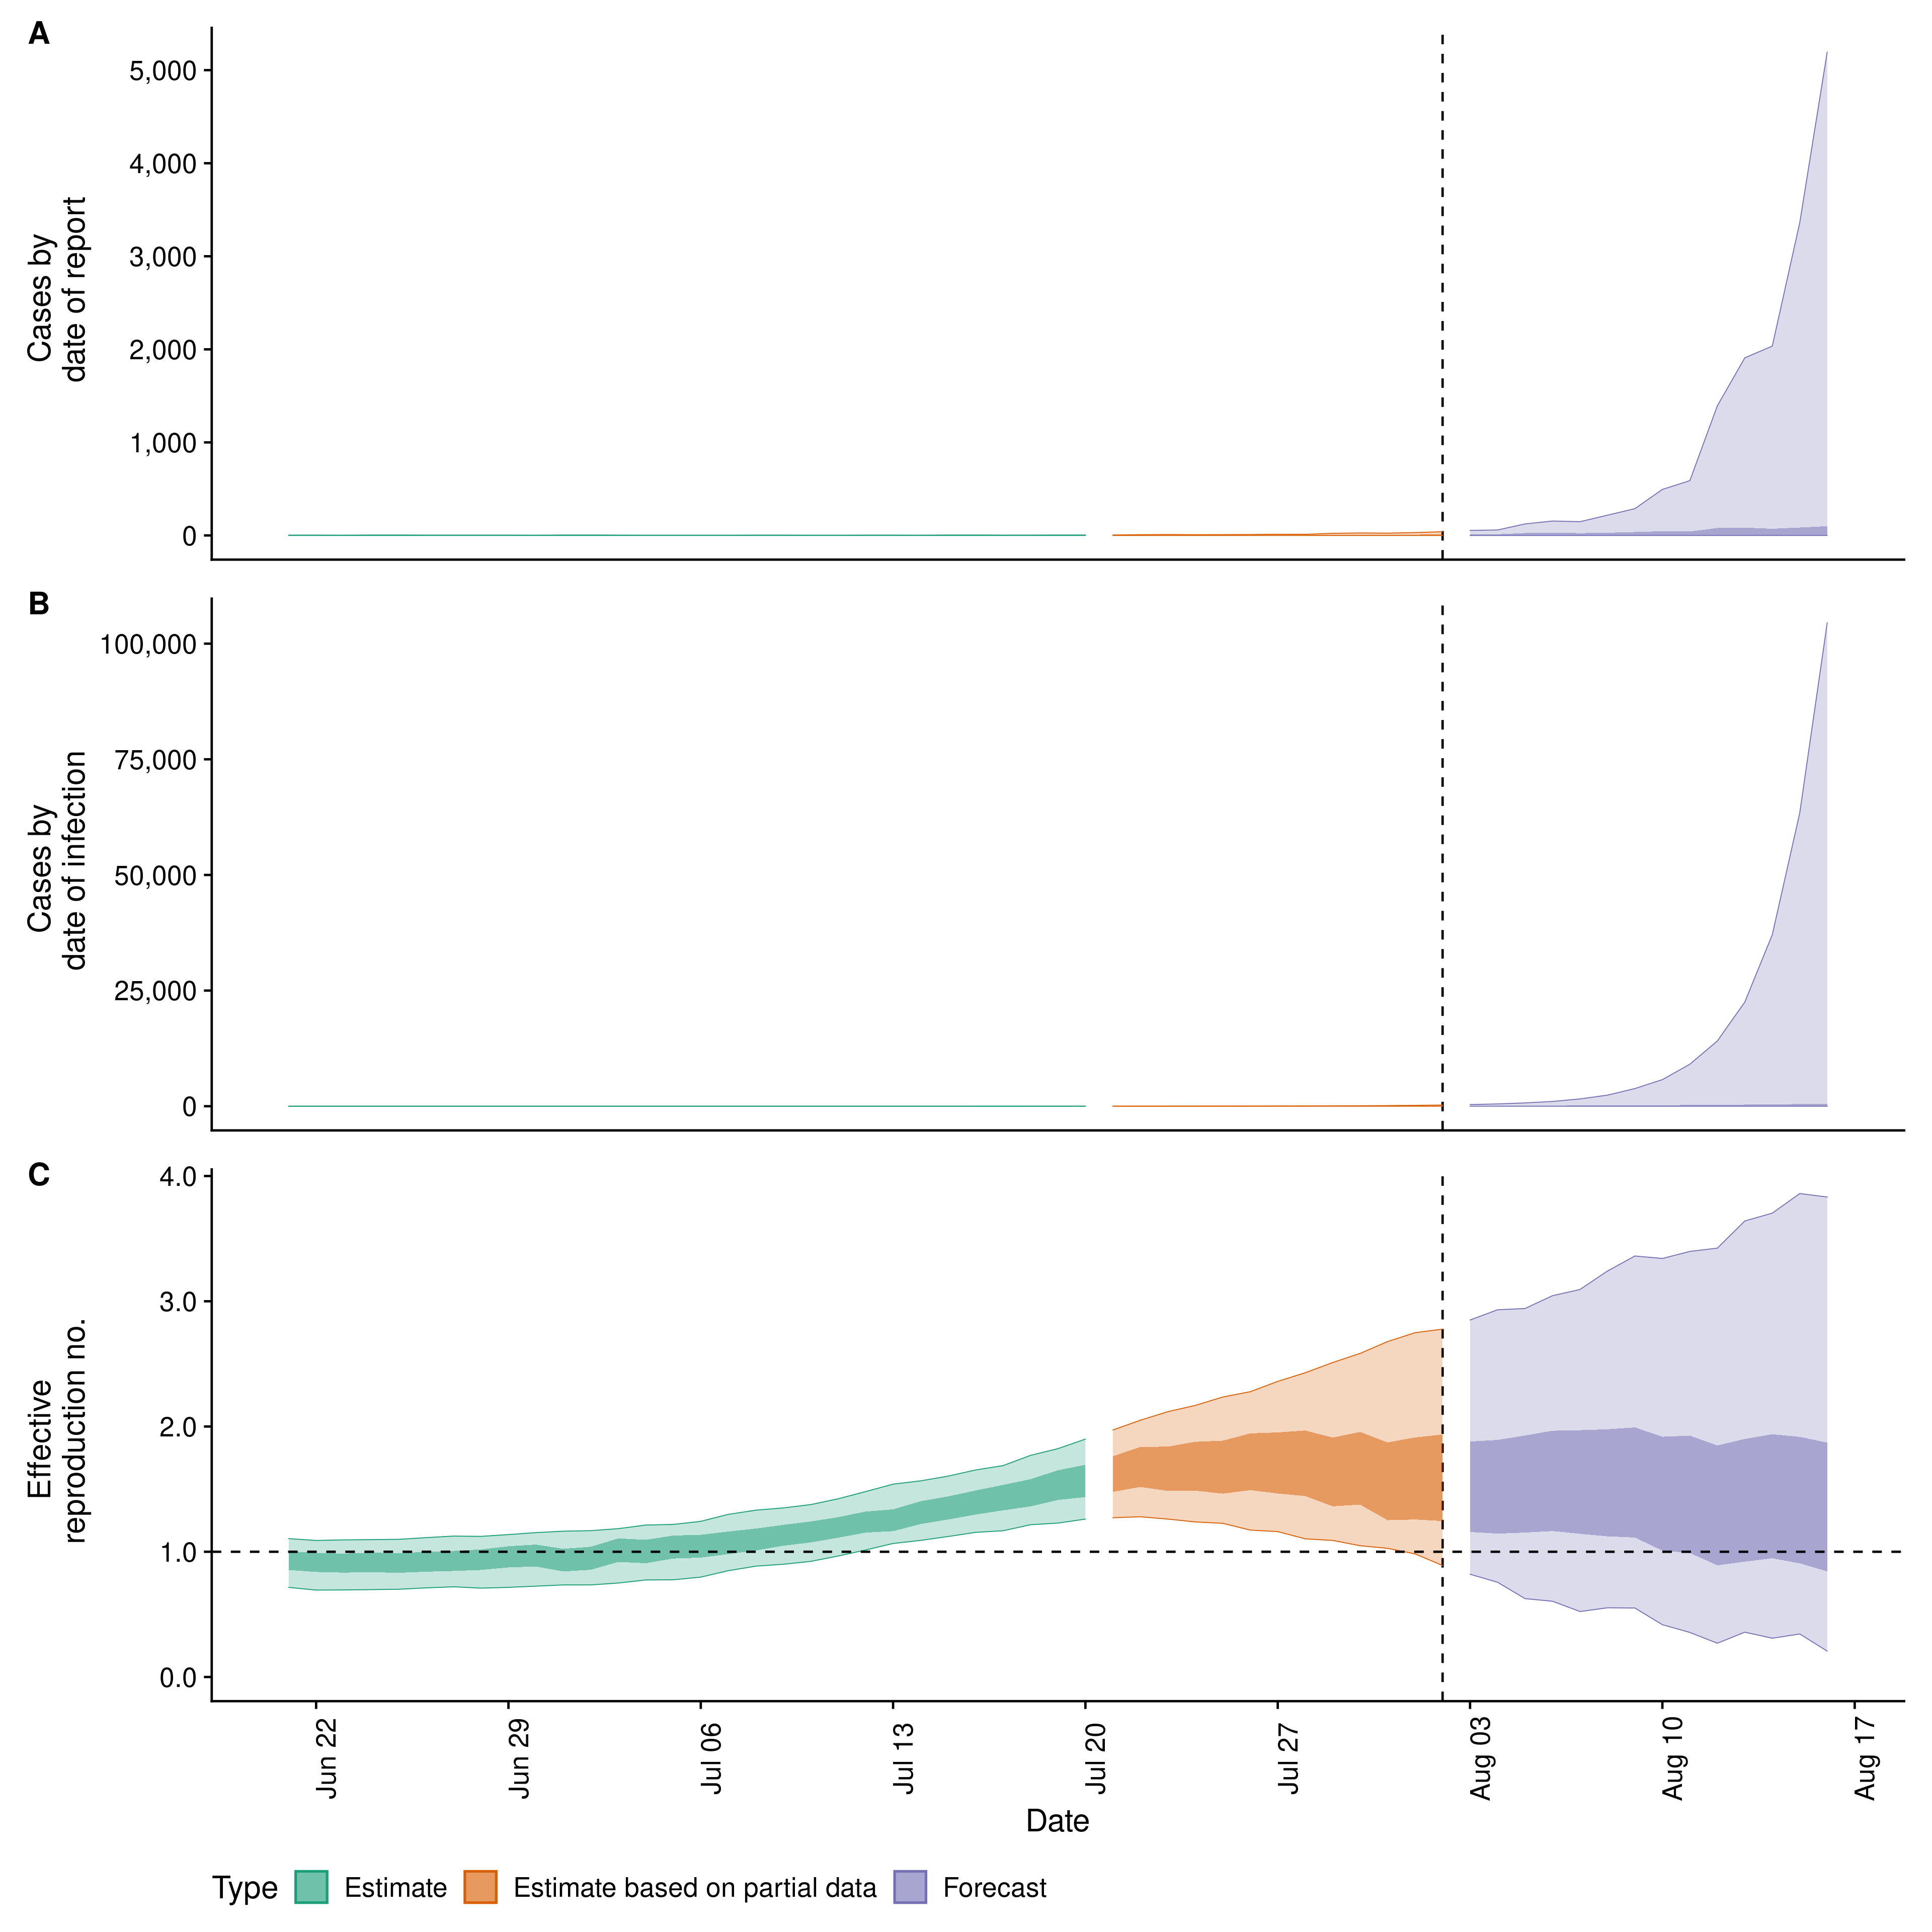 A
5,000
4,000
3,000
2,000
1,000
0
Cases by
date of report
B
100,000
75,000
50,000
25,000
0
Cases by
date of infection
C
4.0
3.0
2.0
1.0
0.0
Effective
reproduction no.
Jun 22
Jun 29
Jul 06
Jul 13
Jul 20
Jul 27
Aug 03
Aug 10
Aug 17
Date
Type Estimate Estimate based on partial data Forecast